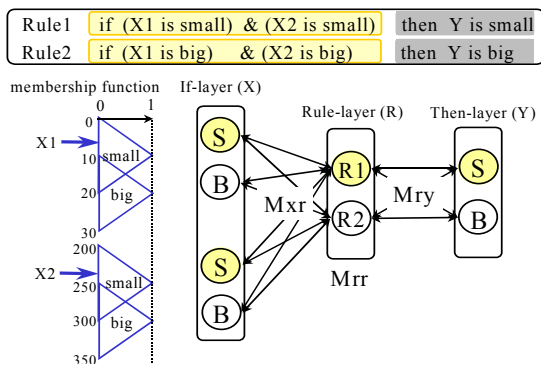 Rule1 if (X1 is small) & (X2 is small) then Y is small
Rule2 if (X1 is big) & (X2 is big) then Y is big
membership function
If-layer (X)
Rule-layer (R)
Then-layer (Y)
0 1
0
X1
10
small
20
big
30
200
X2
250
small
300
big
350
S
B
S
B
Mxr
R1
R2
Mrr
Mry
S
B